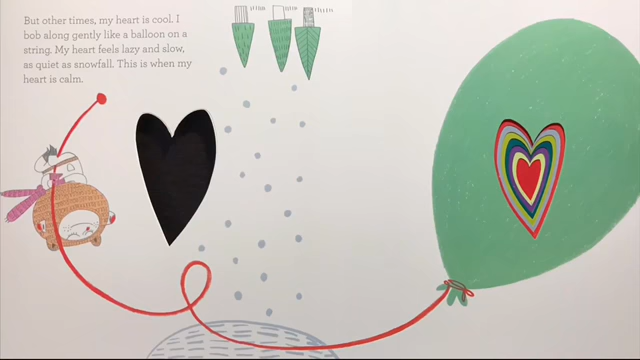 But other times, my heart is cool. I
bob along gently like a balloon on a
string. My heart feels lazy and slow,
as quiet as snowfall. This is when my
heart is calm.